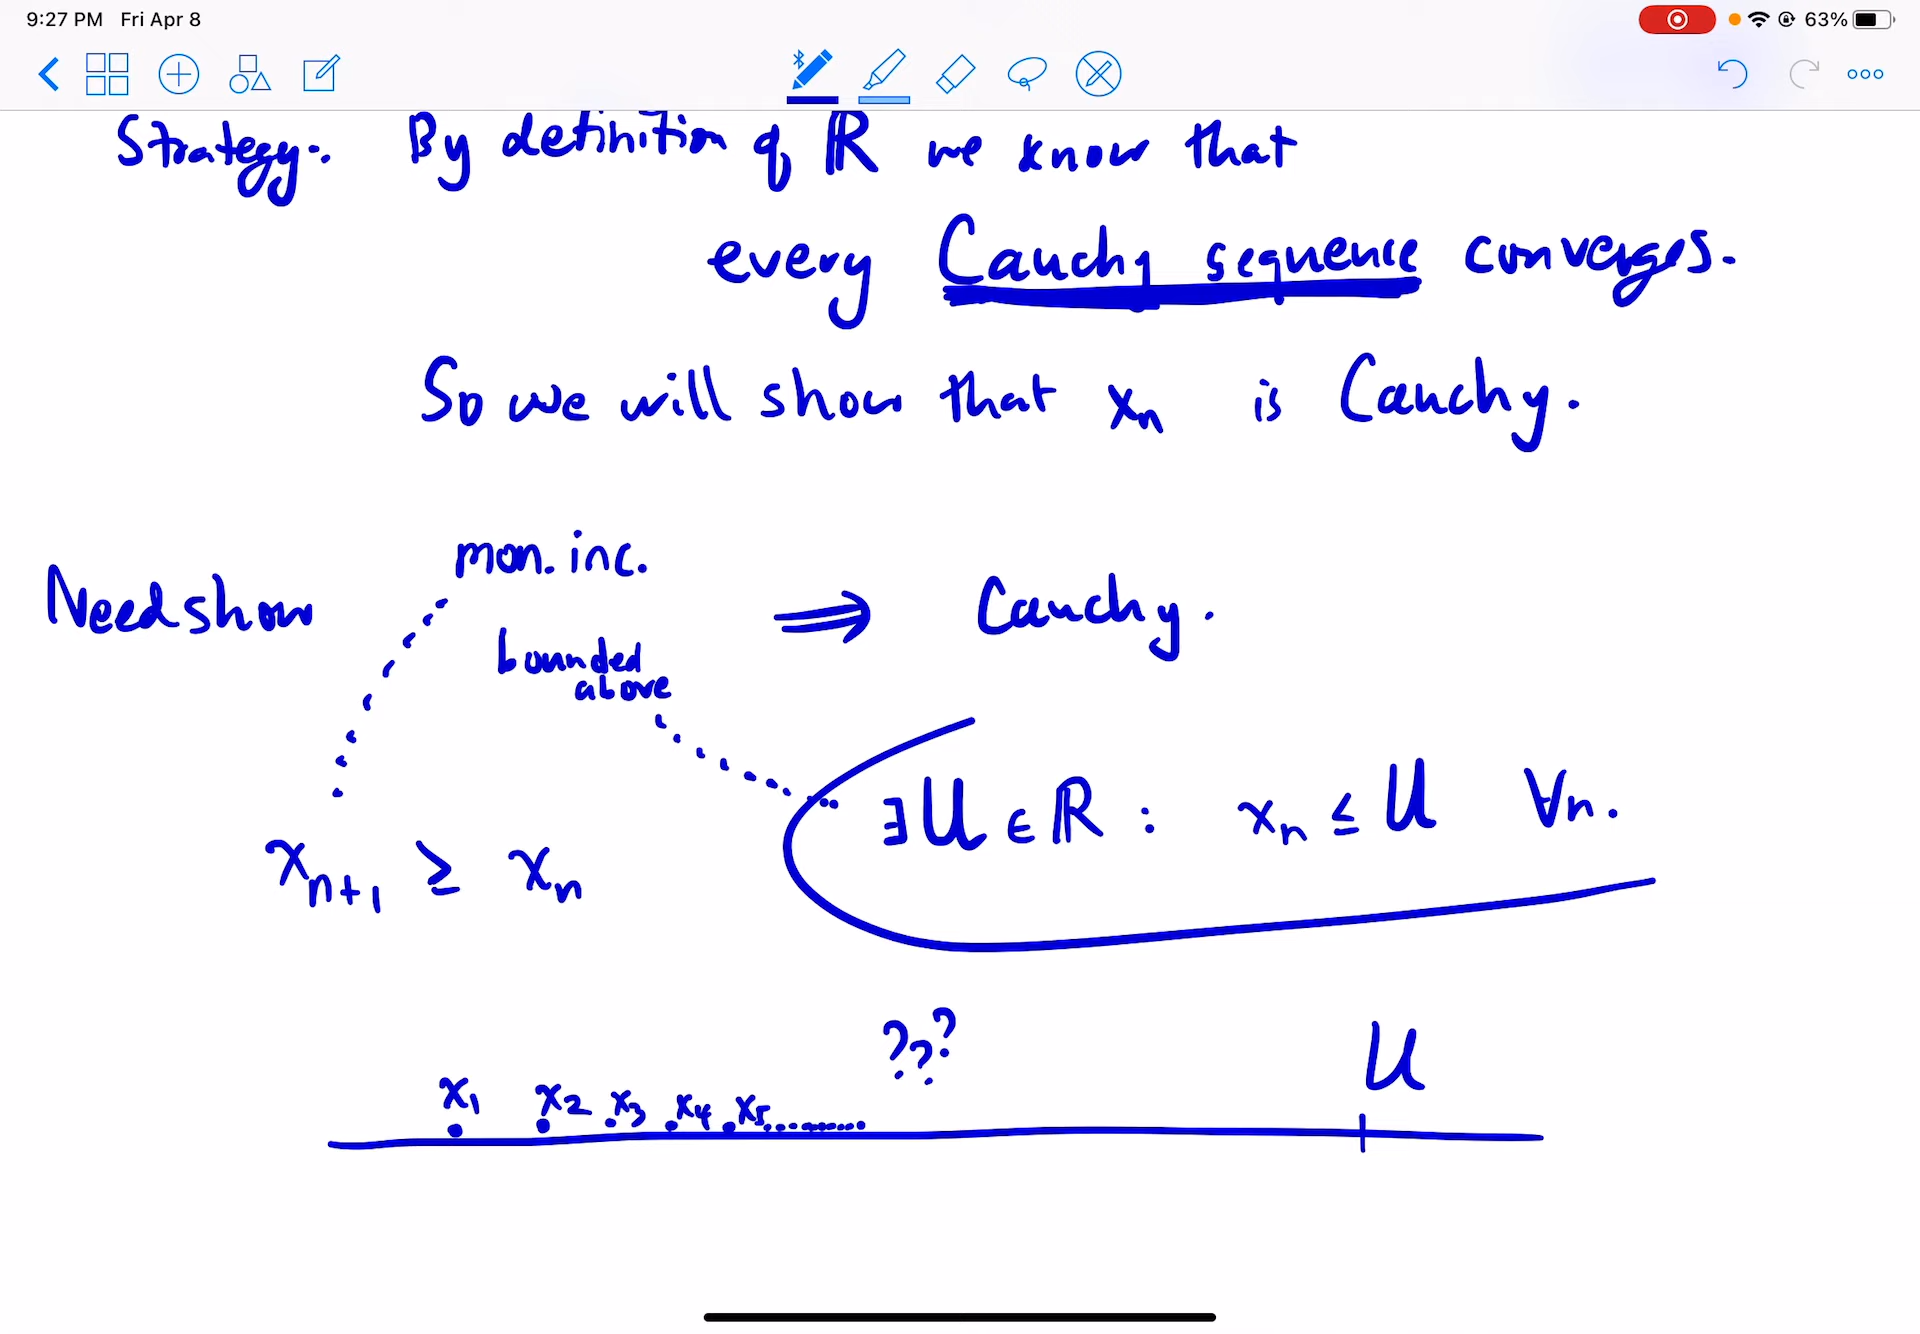 9:27 PM Fri Apr 8 63%
Strategy:. By definition of ℝ we know that
every Cauchy sequence converges.
So we will show that xₙ is Cauchy.
mon. inc.
Need show ⟹ Cauchy.
bounded
above
∃ U ∈ ℝ : xₙ ≤ U ∀n.
xₙ₊₁ ≥ xₙ
??? U
x₁ x₂ x₃ x₄ x₅ ..........